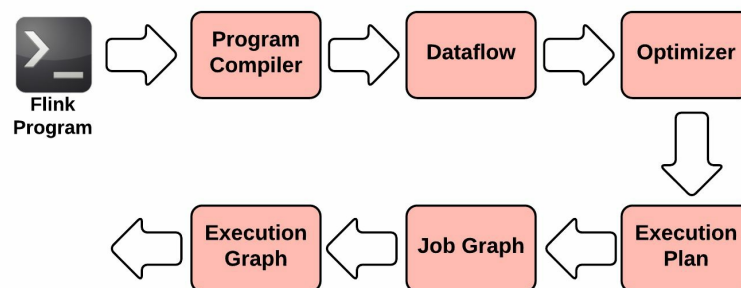 Flink
Program
Program
Compiler
Dataflow
Optimizer
Execution
Plan
Job Graph
Execution
Graph